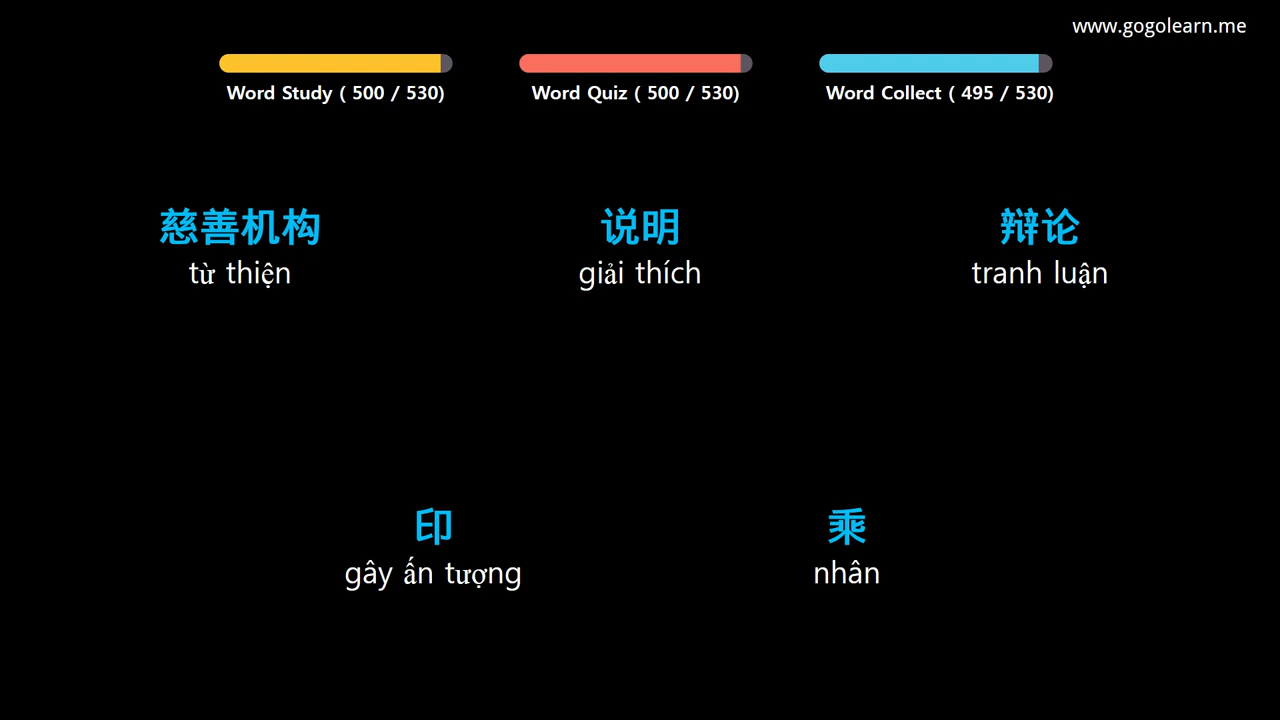 www.gogolearn.me
Word Study ( 500 / 530)
Word Quiz ( 500 / 530)
Word Collect ( 495 / 530)
慈善机构
từ thiện
说明
giải thích
辩论
tranh luận
印
gây ấn tượng
乘
nhân